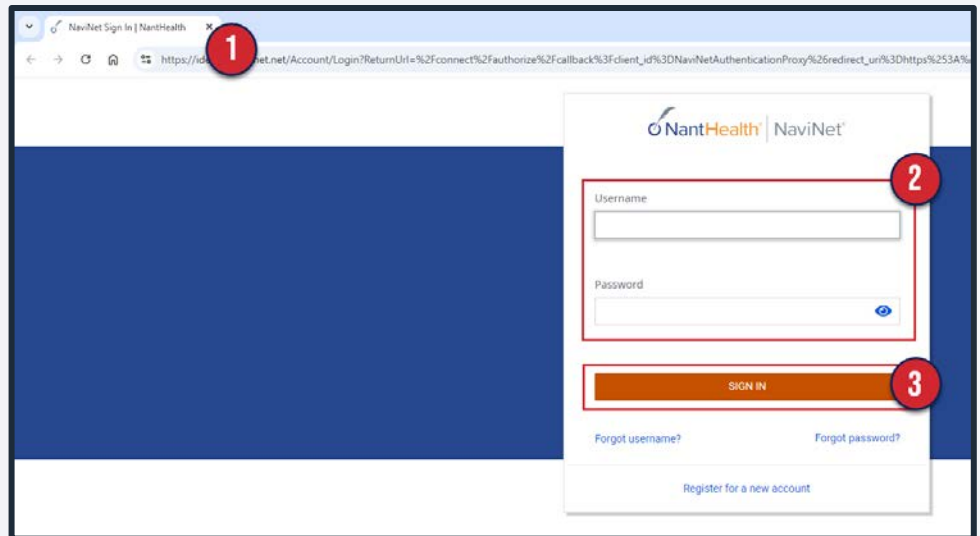 NaviNet Sign In | NantHealth
1
https://ide net.net/Account/Login?ReturnUrl=%2Fconnect%2Fauthorize%2Fcallback%3Fclient_id%3DNaviNetAuthenticationProxy%26redirect_uri%3Dhttps%253A%
NantHealth® | NaviNet®
2
Username
Password
SIGN IN
3
Forgot username? Forgot password?
Register for a new account